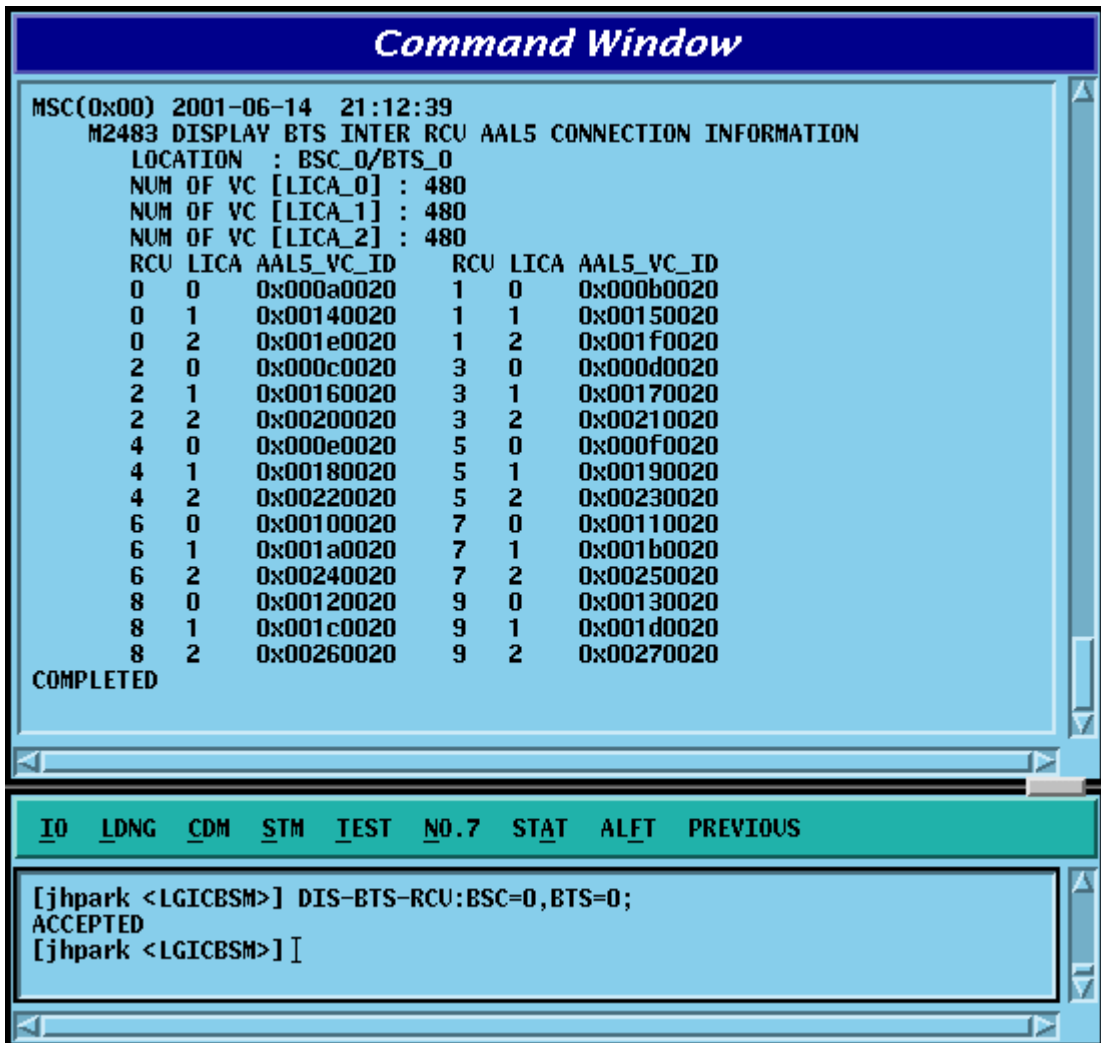 Command Window
MSC(0x00) 2001-06-14 21:12:39
M2483 DISPLAY BTS INTER RCU AAL5 CONNECTION INFORMATION
LOCATION : BSC_0/BTS_0
NUM OF VC [LICA_0] : 480
NUM OF VC [LICA_1] : 480
NUM OF VC [LICA_2] : 480
RCU LICA AAL5_VC_ID RCU LICA AAL5_VC_ID
0 0 0x000a0020 1 0 0x000b0020
0 1 0x00140020 1 1 0x00150020
0 2 0x001e0020 1 2 0x001f0020
2 0 0x000c0020 3 0 0x000d0020
2 1 0x00160020 3 1 0x00170020
2 2 0x00200020 3 2 0x00210020
4 0 0x000e0020 5 0 0x000f0020
4 1 0x00180020 5 1 0x00190020
4 2 0x00220020 5 2 0x00230020
6 0 0x00100020 7 0 0x00110020
6 1 0x001a0020 7 1 0x001b0020
6 2 0x00240020 7 2 0x00250020
8 0 0x00120020 9 0 0x00130020
8 1 0x001c0020 9 1 0x001d0020
8 2 0x00260020 9 2 0x00270020
COMPLETED
IO LDNG CDM STM TEST NO.7 STAT ALFT PREVIOUS
[jhpark <LGICBSM>] DIS-BTS-RCU:BSC=0,BTS=0;
ACCEPTED
[jhpark <LGICBSM>]